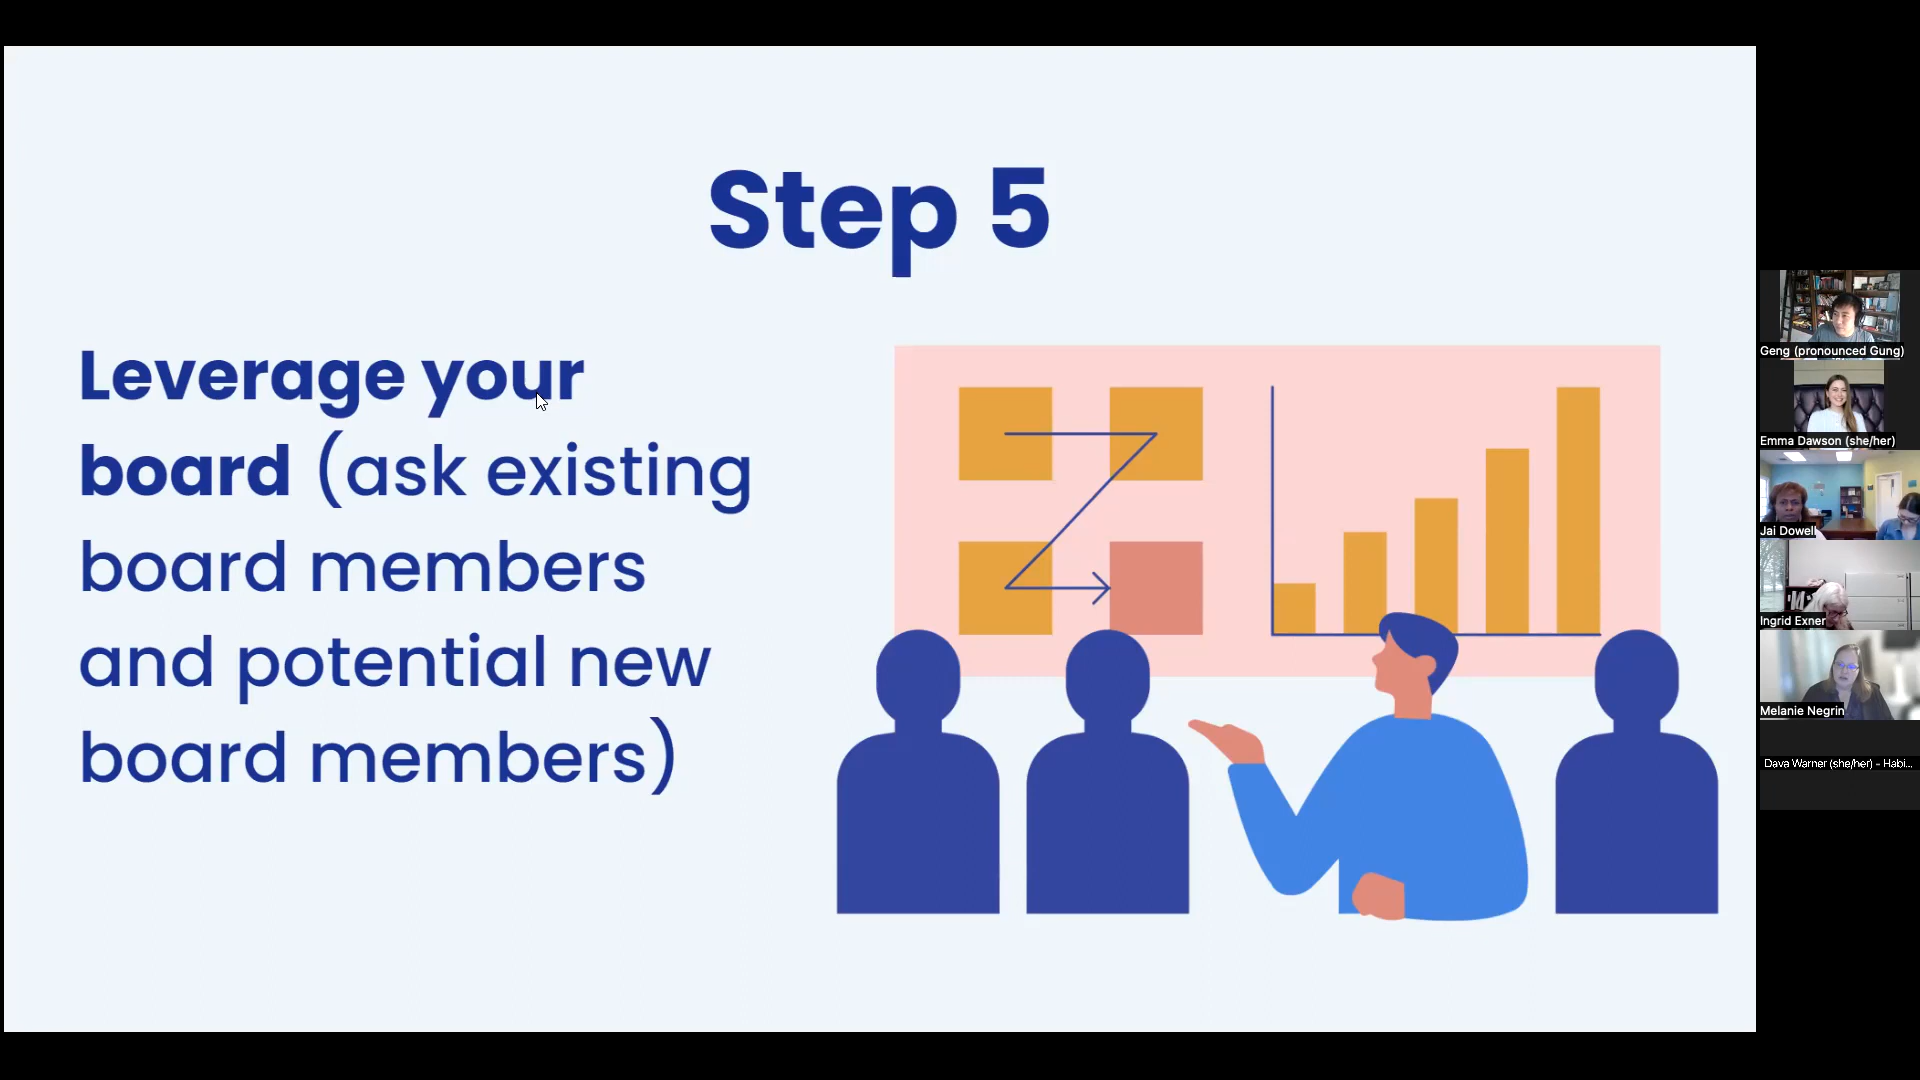 Step 5
Leverage your
board (ask existing
board members
and potential new
board members)
Geng (pronounced Gung)
Emma Dawson (she/her)
Jai Dowell
Ingrid Exner
Melanie Negrin
Dava Warner (she/her) - Habi...